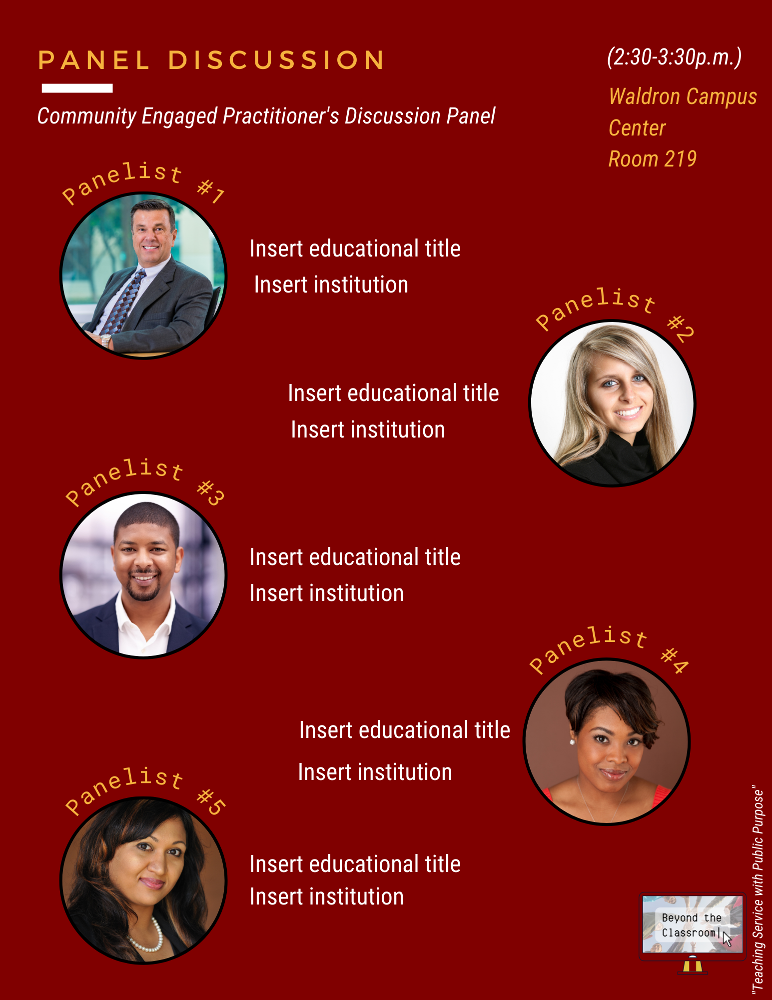 PANEL DISCUSSION
Community Engaged Practitioner's Discussion Panel
(2:30-3:30p.m.)
Waldron Campus
Center
Room 219
Panelist #1
Insert educational title
Insert institution
Panelist #2
Insert educational title
Insert institution
Panelist #3
Insert educational title
Insert institution
Panelist #4
Insert educational title
Insert institution
Panelist #5
Insert educational title
Insert institution
Beyond the
Classroom|
"Teaching Service with Public Purpose"